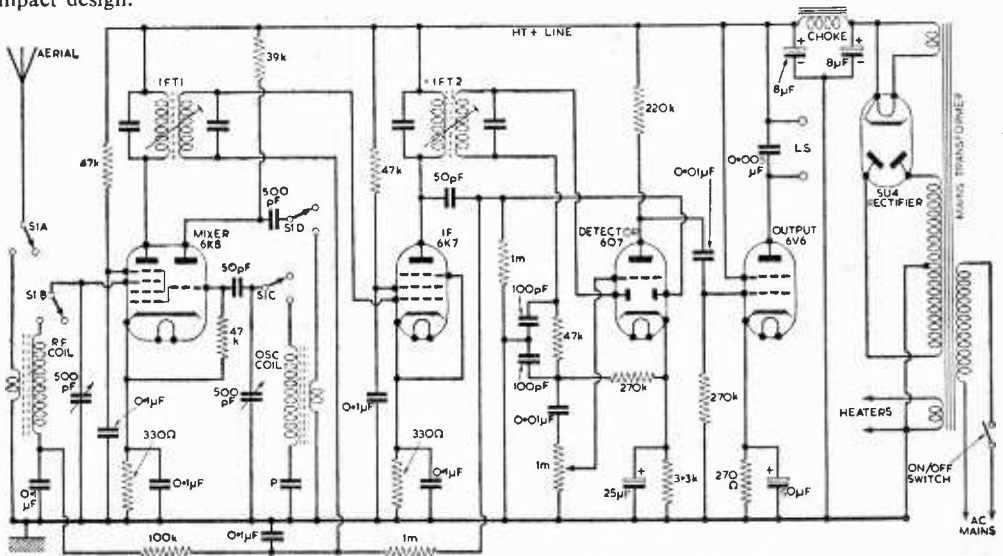 mpact design.
AERIAL
HT+ LINE
CHOKE
8µF
8µF
39k
IFT1
IFT2
220k
67k
47k
500
pF
S1D
50pF
0·01µF
0·00
µF
LS
5U4
RECTIFIER
MAINS TRANSFORMER
S1A
S1B
MIXER
6K8
50pF
S1C
IF
6K7
DETECTOR
6Q7
OUTPUT
6V6
1m
100pF
47k
100pF
270k
270k
RF
COIL
500
pF
47
k
500
pF
OSC
COIL
0·1µF
0·1µF
0·01µF
HEATERS
330Ω
330Ω
0·1
µF
0·1µF
P
0·1µF
1m
25µF
3·3k
270
Ω
0µF
ON/OFF
SWITCH
AC
MAINS
100k
0·1µF
1m